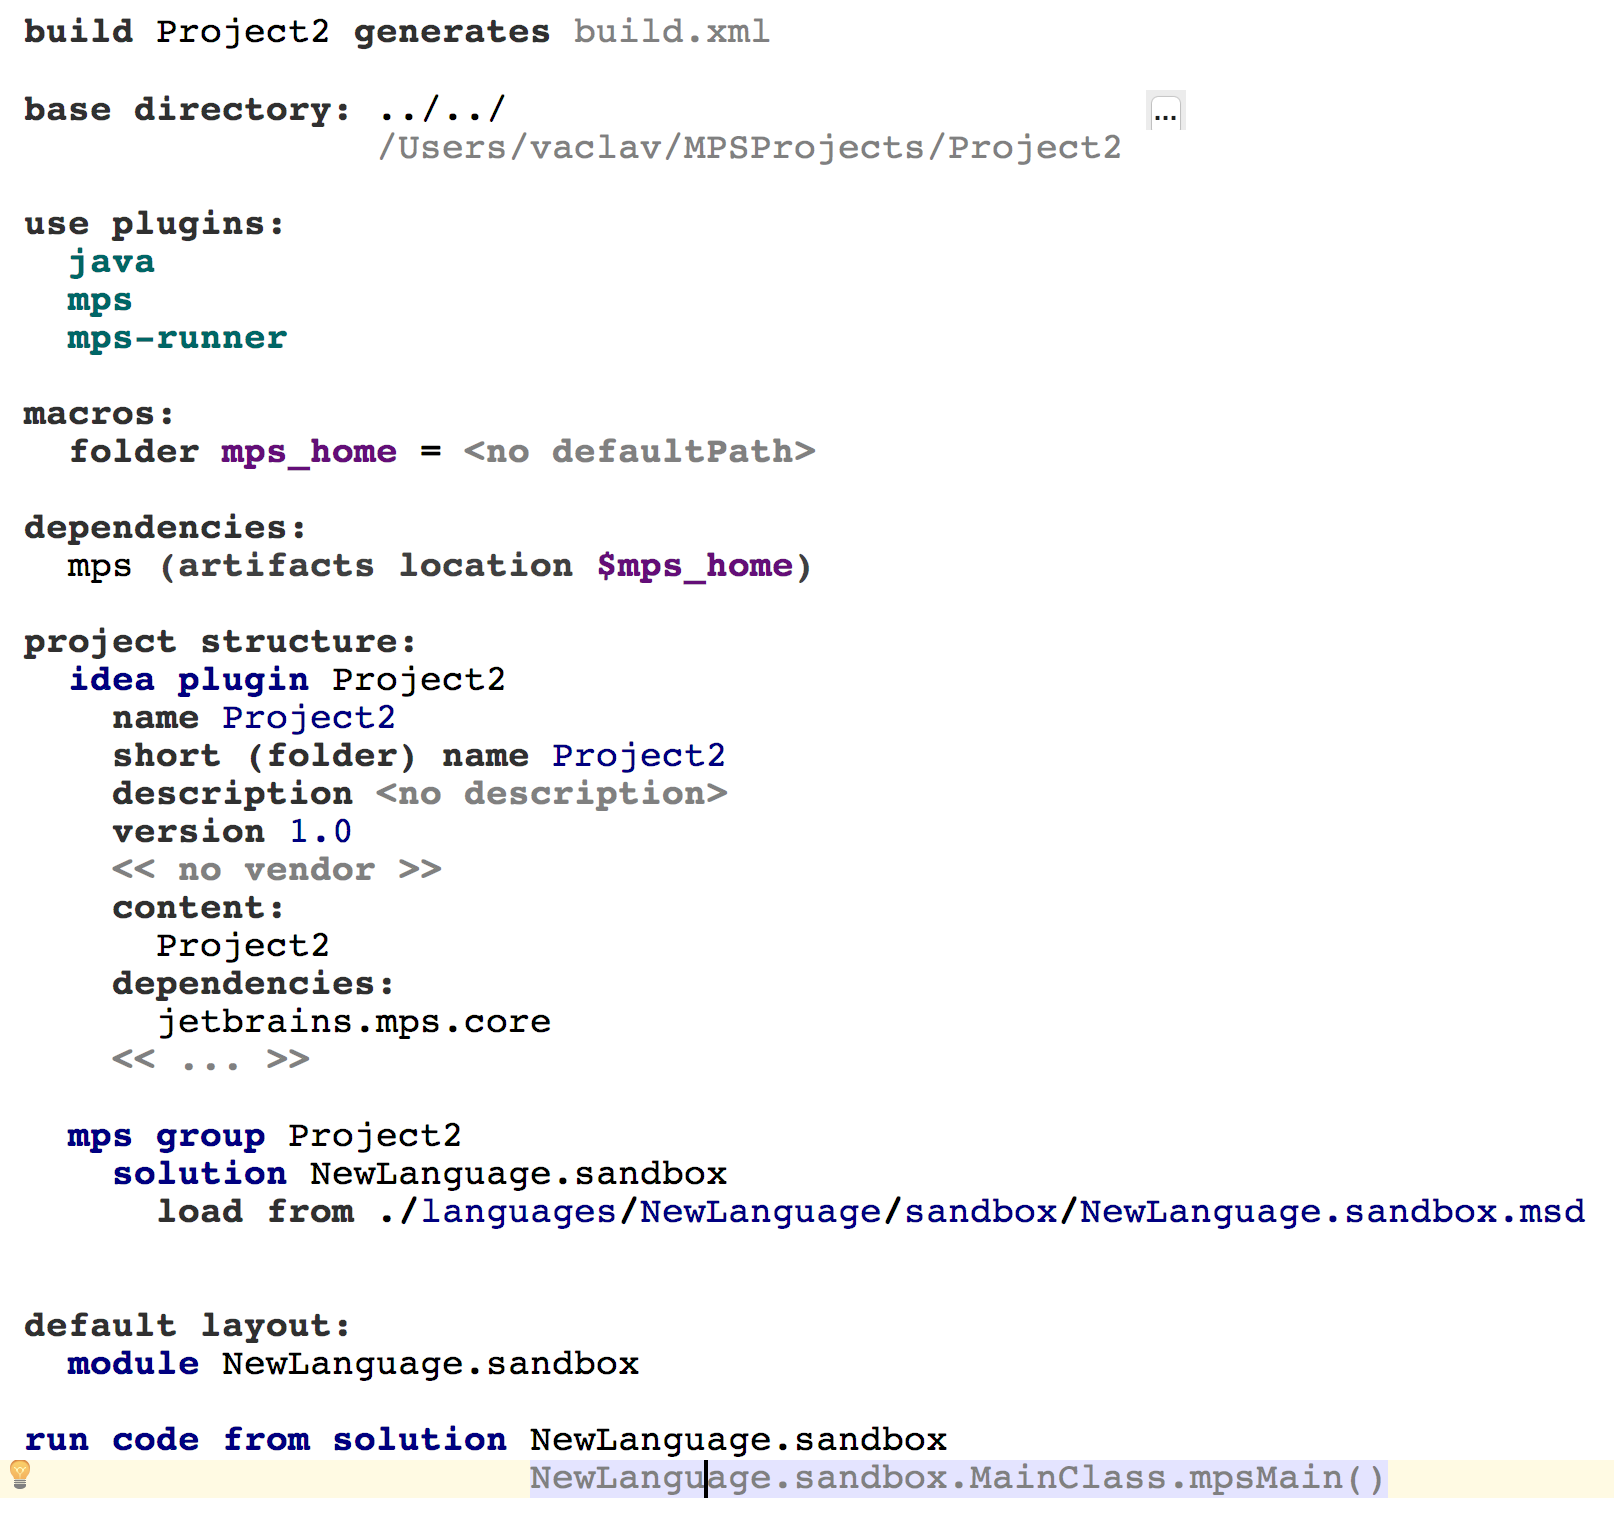 build Project2 generates build.xml
base directory: ../../
...
/Users/vaclav/MPSProjects/Project2
use plugins:
java
mps
mps-runner
macros:
folder mps_home = <no defaultPath>
dependencies:
mps (artifacts location $mps_home)
project structure:
idea plugin Project2
name Project2
short (folder) name Project2
description <no description>
version 1.0
<< no vendor >>
content:
Project2
dependencies:
jetbrains.mps.core
<< ... >>
mps group Project2
solution NewLanguage.sandbox
load from ./languages/NewLanguage/sandbox/NewLanguage.sandbox.msd
default layout:
module NewLanguage.sandbox
run code from solution NewLanguage.sandbox
NewLanguage.sandbox.MainClass.mpsMain()